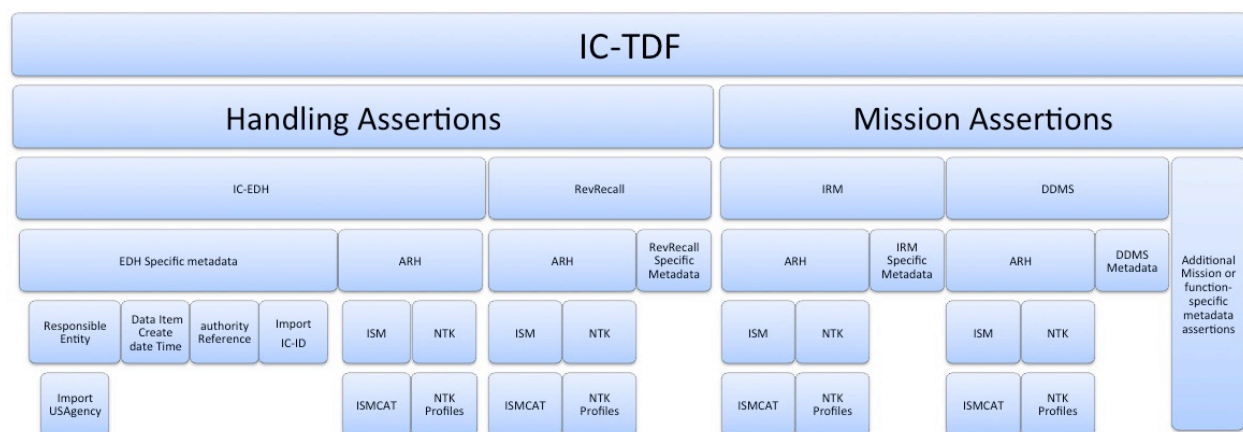 IC-TDF
Handling Assertions
Mission Assertions
IC-EDH
RevRecall
IRM
DDMS
EDH Specific metadata
ARH
ARH
RevRecall
Specific
Metadata
ARH
IRM
Specific
Metadata
ARH
DDMS
Metadata
Additional
Mission or
function-
specific
metadata
assertions
Responsible
Entity
Data Item
Create
date Time
authority
Reference
Import
IC-ID
ISM
NTK
ISM
NTK
ISM
NTK
ISM
NTK
Import
USAgency
ISMCAT
NTK
Profiles
ISMCAT
NTK
Profiles
ISMCAT
NTK
Profiles
ISMCAT
NTK
Profiles